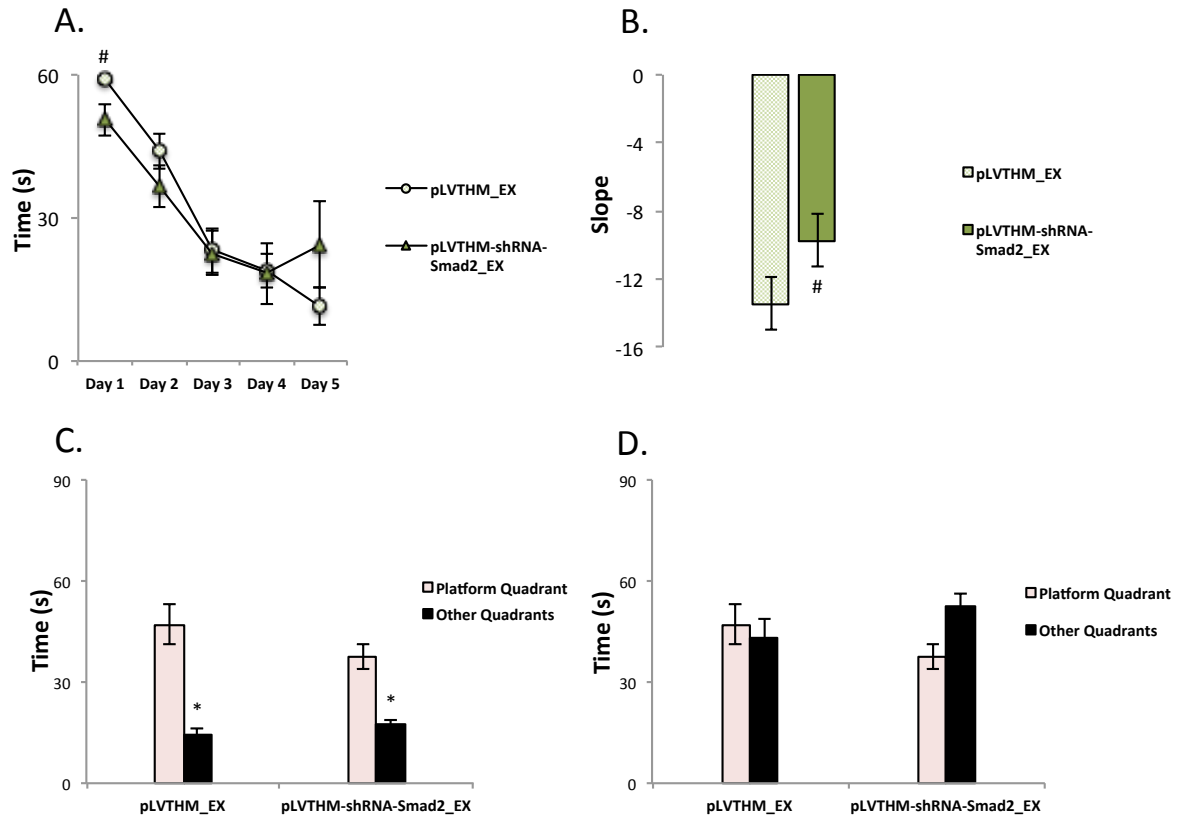 A.
#
60
30
0
Time (s)
Day 1 Day 2 Day 3 Day 4 Day 5
pLVTHM_EX
pLVTHM-shRNA-
Smad2_EX
B.
0
-4
-8
-12
-16
Slope
#
pLVTHM_EX
pLVTHM-shRNA-
Smad2_EX
C.
90
60
30
0
Time (s)
*
*
Platform Quadrant
Other Quadrants
pLVTHM_EX pLVTHM-shRNA-Smad2_EX
D.
90
60
30
0
Time (s)
Platform Quadrant
Other Quadrants
pLVTHM_EX pLVTHM-shRNA-Smad2_EX